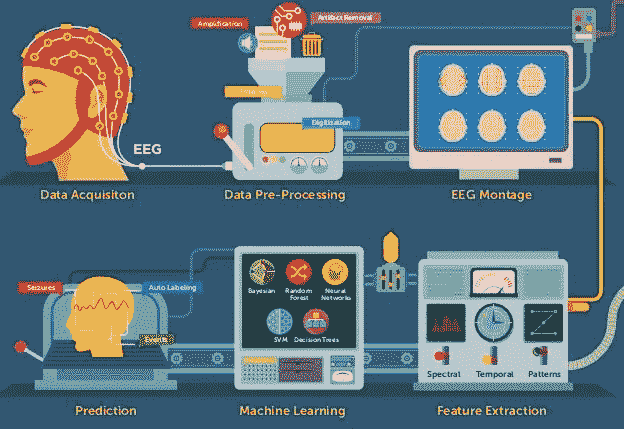 Amplification
Artifact Removal
EEG
Digitization
Data Acquisiton
Data Pre-Processing
EEG Montage
Seizures
Auto Labeling
Events
Bayesian
Random
Forest
Neural
Networks
SVM
Decision Trees
Spectral
Temporal
Patterns
Prediction
Machine Learning
Feature Extraction